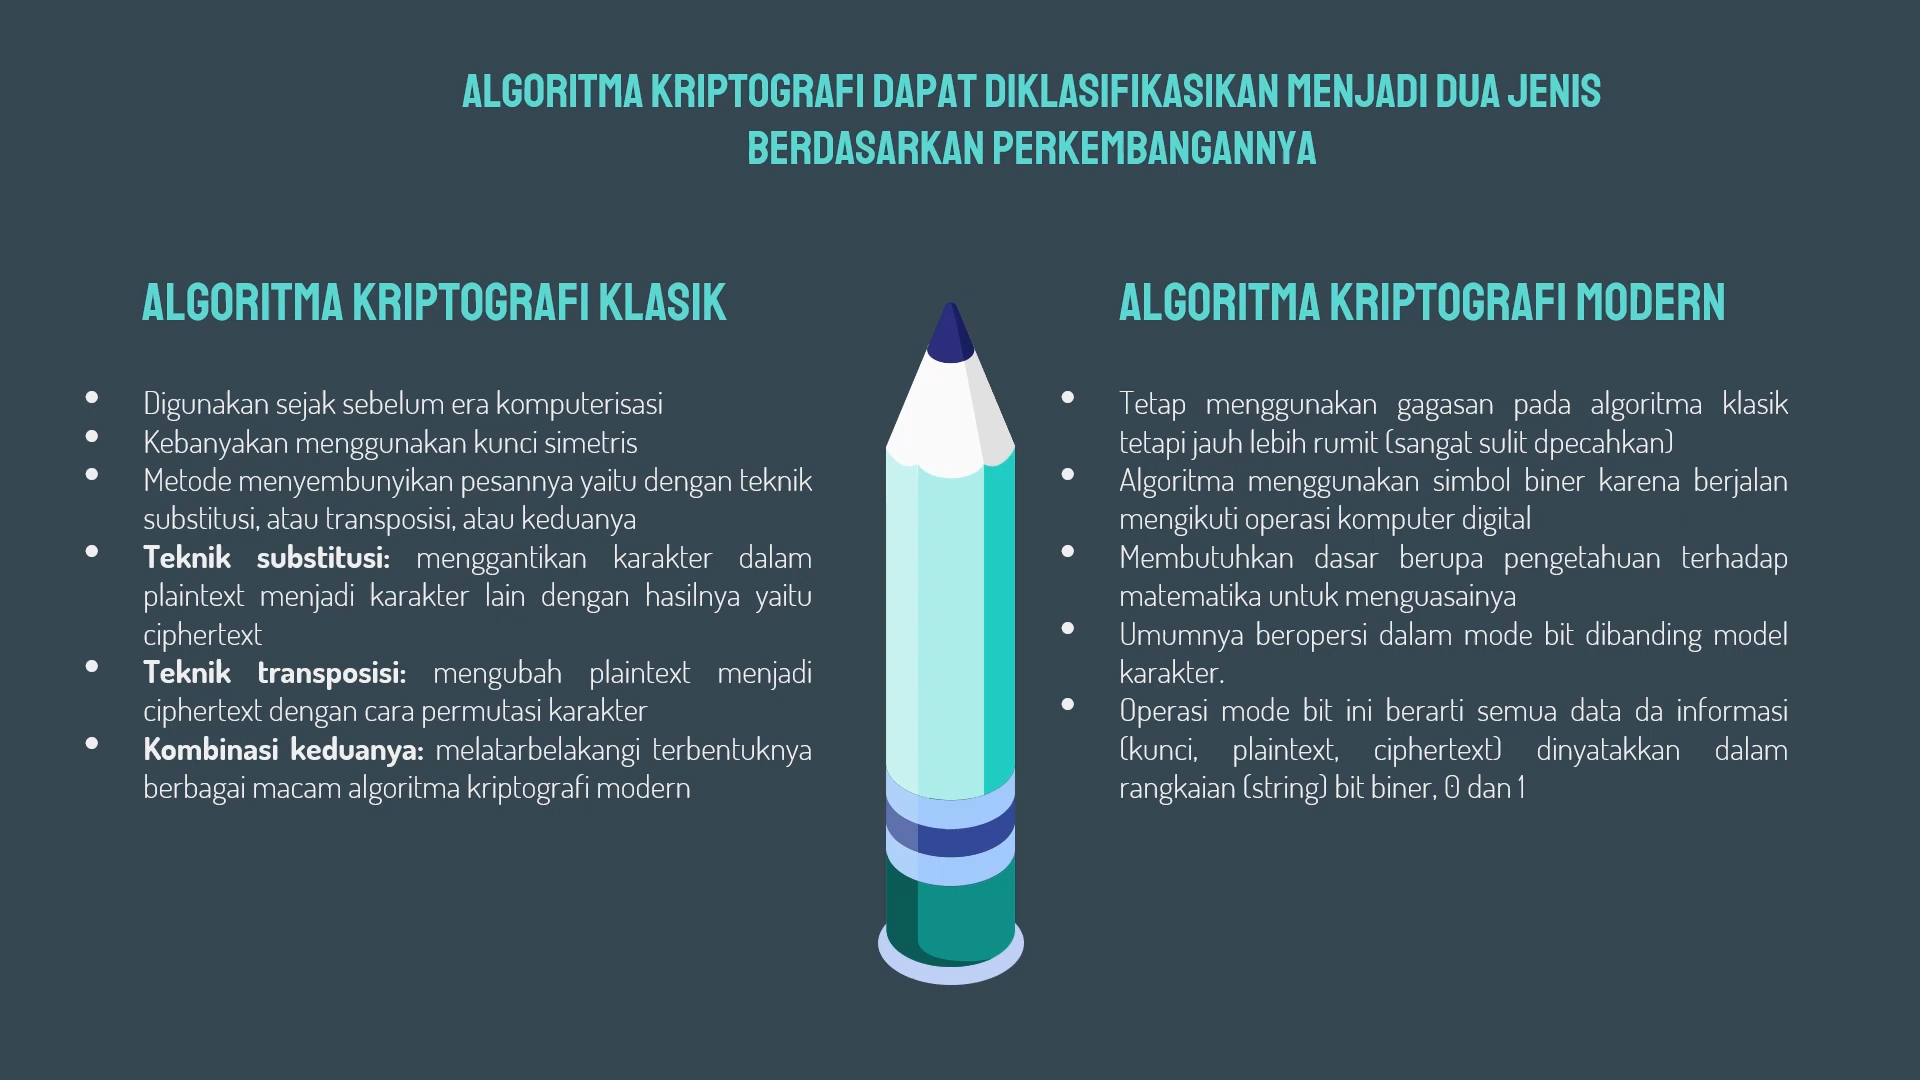 ALGORITMA KRIPTOGRAFI DAPAT DIKLASIFIKASIKAN MENJADI DUA JENIS
BERDASARKAN PERKEMBANGANNYA
ALGORITMA KRIPTOGRAFI KLASIK
• Digunakan sejak sebelum era komputerisasi
• Kebanyakan menggunakan kunci simetris
• Metode menyembunyikan pesannya yaitu dengan teknik
substitusi, atau transposisi, atau keduanya
• Teknik substitusi: menggantikan karakter dalam
plaintext menjadi karakter lain dengan hasilnya yaitu
ciphertext
• Teknik transposisi: mengubah plaintext menjadi
ciphertext dengan cara permutasi karakter
• Kombinasi keduanya: melatarbelakangi terbentuknya
berbagai macam algoritma kriptografi modern
ALGORITMA KRIPTOGRAFI MODERN
• Tetap menggunakan gagasan pada algoritma klasik
tetapi jauh lebih rumit (sangat sulit dpecahkan)
• Algoritma menggunakan simbol biner karena berjalan
mengikuti operasi komputer digital
• Membutuhkan dasar berupa pengetahuan terhadap
matematika untuk menguasainya
• Umumnya beropersi dalam mode bit dibanding model
karakter.
• Operasi mode bit ini berarti semua data da informasi
(kunci, plaintext, ciphertext) dinyatakkan dalam
rangkaian (string) bit biner, 0 dan 1